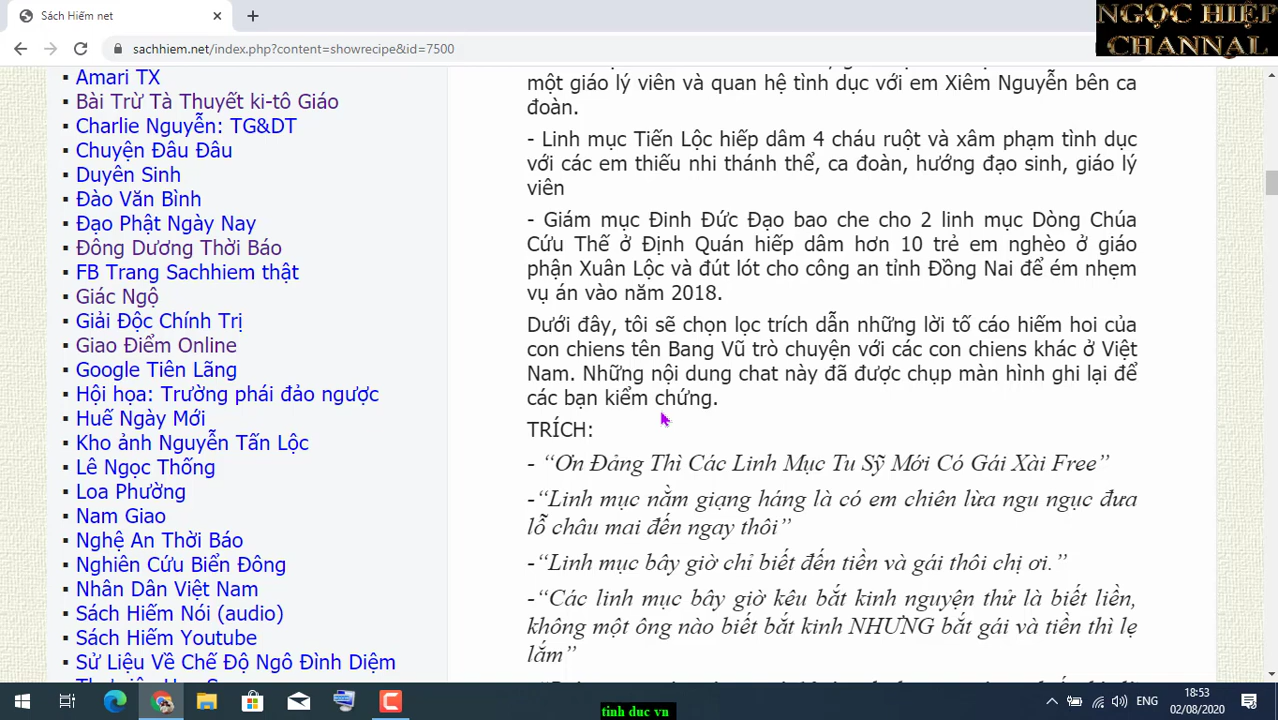 Sách Hiếm net
NGỌC HIỆP
CHANNAL
sachhiem.net/index.php?content=showrecipe&id=7500
Amari TX
Bài Trừ Tà Thuyết ki-tô Giáo
Charlie Nguyễn: TG&DT
Chuyện Đâu Đâu
Duyên Sinh
Đào Văn Bình
Đạo Phật Ngày Nay
Đông Dương Thời Báo
FB Trang Sachhiem thật
Giác Ngộ
Giải Độc Chính Trị
Giao Điểm Online
Google Tiên Lãng
Hội họa: Trường phái đảo ngược
Huế Ngày Mới
Kho ảnh Nguyễn Tấn Lộc
Lê Ngọc Thống
Loa Phường
Nam Giao
Nghệ An Thời Báo
Nghiên Cứu Biển Đông
Nhân Dân Việt Nam
Sách Hiếm Nói (audio)
Sách Hiếm Youtube
Sử Liệu Về Chế Độ Ngô Đình Diệm
một giáo lý viên và quan hệ tình dục với em Xiêm Nguyễn bên ca
đoàn.
- Linh mục Tiến Lộc hiếp dâm 4 cháu ruột và xâm phạm tình dục
với các em thiếu nhi thánh thể, ca đoàn, hướng đạo sinh, giáo lý
viên
- Giám mục Đinh Đức Đạo bao che cho 2 linh mục Dòng Chúa
Cứu Thế ở Định Quán hiếp dâm hơn 10 trẻ em nghèo ở giáo
phận Xuân Lộc và đút lót cho công an tỉnh Đồng Nai để ém nhẹm
vụ án vào năm 2018.
Dưới đây, tôi sẽ chọn lọc trích dẫn những lời tố cáo hiếm hoi của
con chiens tên Bang Vũ trò chuyện với các con chiens khác ở Việt
Nam. Những nội dung chat này đã được chụp màn hình ghi lại để
các bạn kiểm chứng.
TRÍCH:
- “Ơn Đảng Thì Các Linh Mục Tu Sỹ Mới Có Gái Xài Free”
-“Linh mục nằm giạng háng là có em chiên lừa ngu ngục đưa
lỗ châu mai đến ngay thôi”
-“Linh mục bây giờ chỉ biết đến tiền và gái thôi chị ơi.”
-“Các linh mục bây giờ kêu bắt kinh nguyện thử là biết liền,
không một ông nào biết bắt kinh NHƯNG bắt gái và tiền thì lẹ
lắm”
ENG
18:53
02/08/2020
tinh duc vn